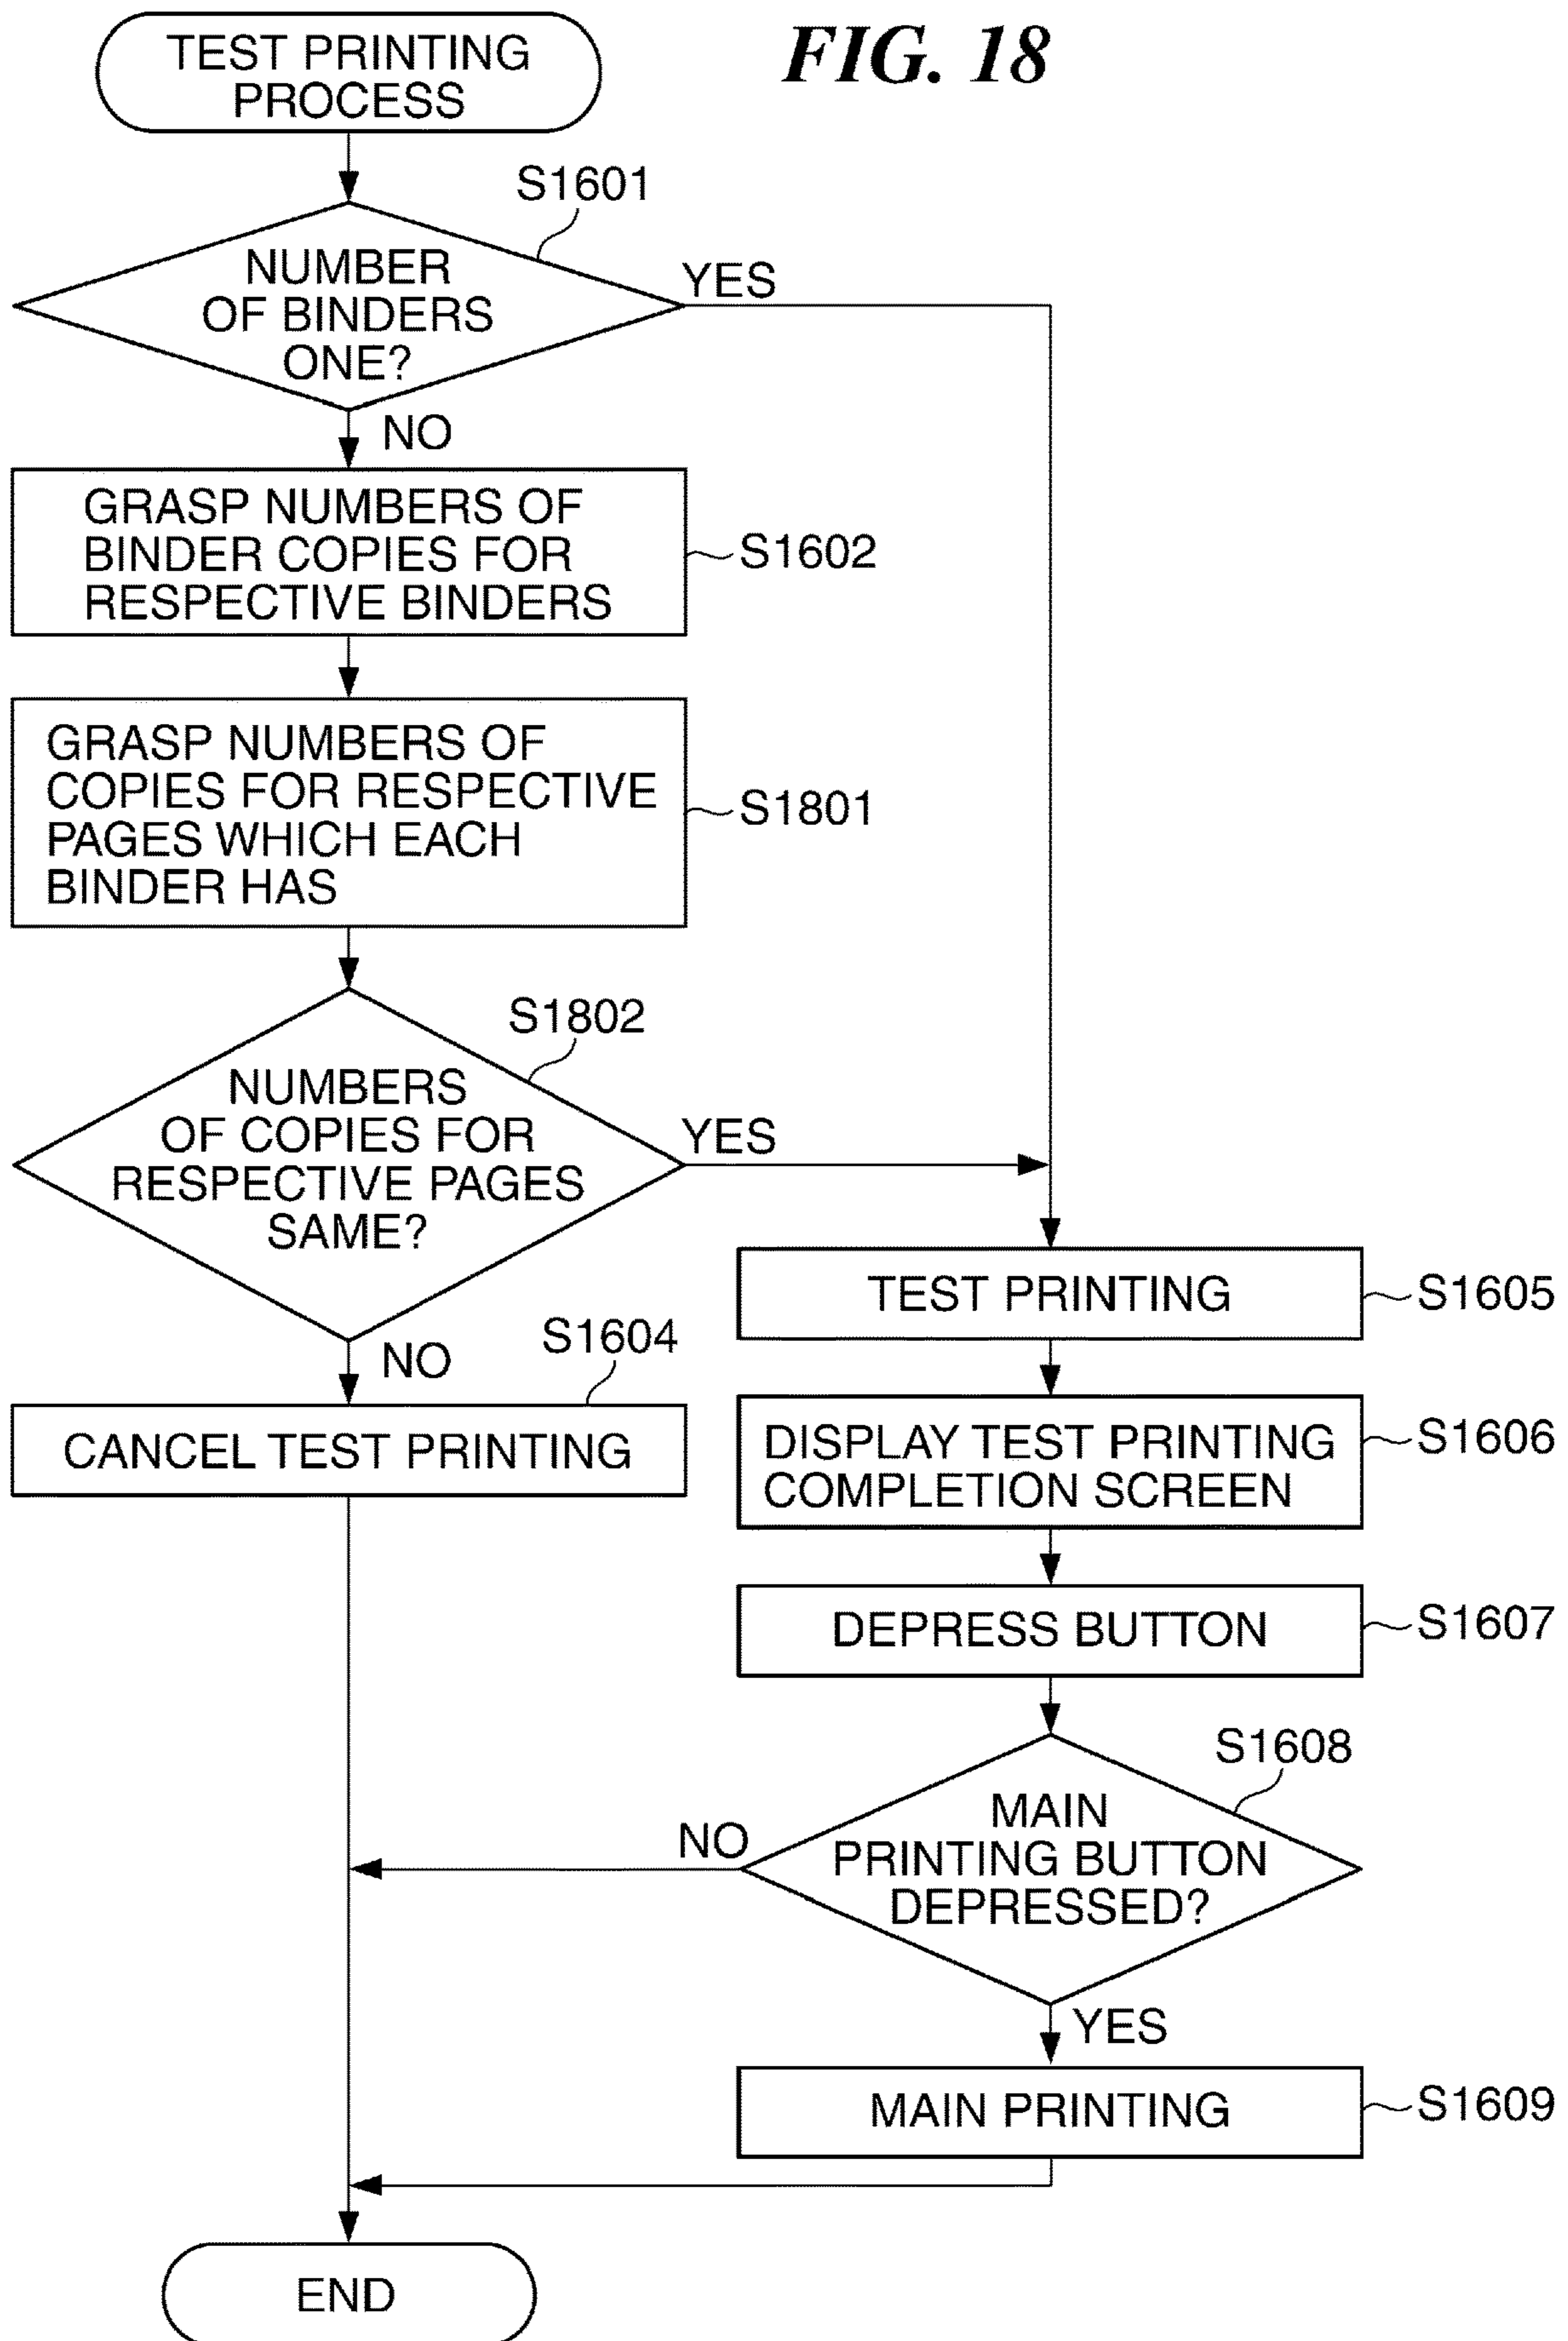 FIG. 18
TEST PRINTING
PROCESS
S1601
NUMBER
OF BINDERS
ONE?
YES
NO
GRASP NUMBERS OF
BINDER COPIES FOR
RESPECTIVE BINDERS
S1602
GRASP NUMBERS OF
COPIES FOR RESPECTIVE
PAGES WHICH EACH
BINDER HAS
S1801
S1802
NUMBERS
OF COPIES FOR
RESPECTIVE PAGES
SAME?
YES
NO
S1604
CANCEL TEST PRINTING
TEST PRINTING
S1605
DISPLAY TEST PRINTING
COMPLETION SCREEN
S1606
DEPRESS BUTTON
S1607
S1608
MAIN
PRINTING BUTTON
DEPRESSED?
NO
YES
MAIN PRINTING
S1609
END